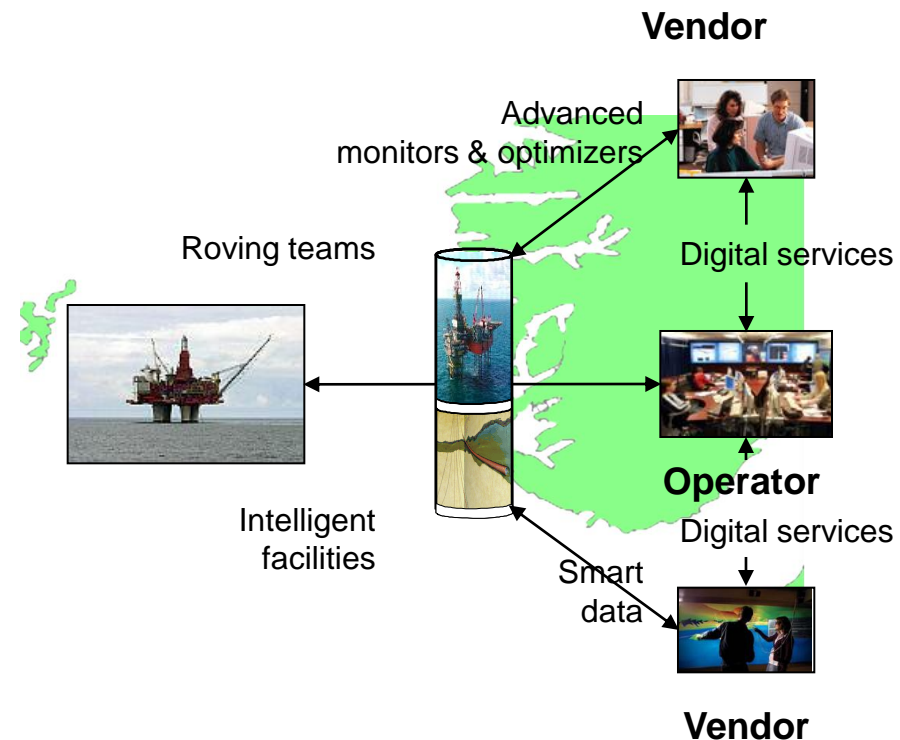 Vendor
Advanced
monitors & optimizers
Roving teams
Digital services
Operator
Intelligent
facilities
Digital services
Smart
data
Vendor